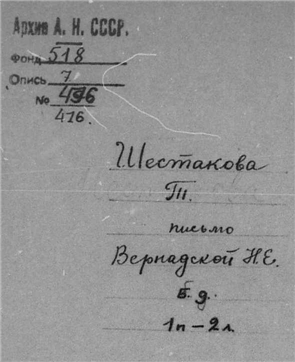 Архив А. Н. СССР.
Фонд 518
Опись 7
№ 496
416.
Шестакова
Т.
письмо
Вернадской Н.Е.
б. д.
1п – 2л.